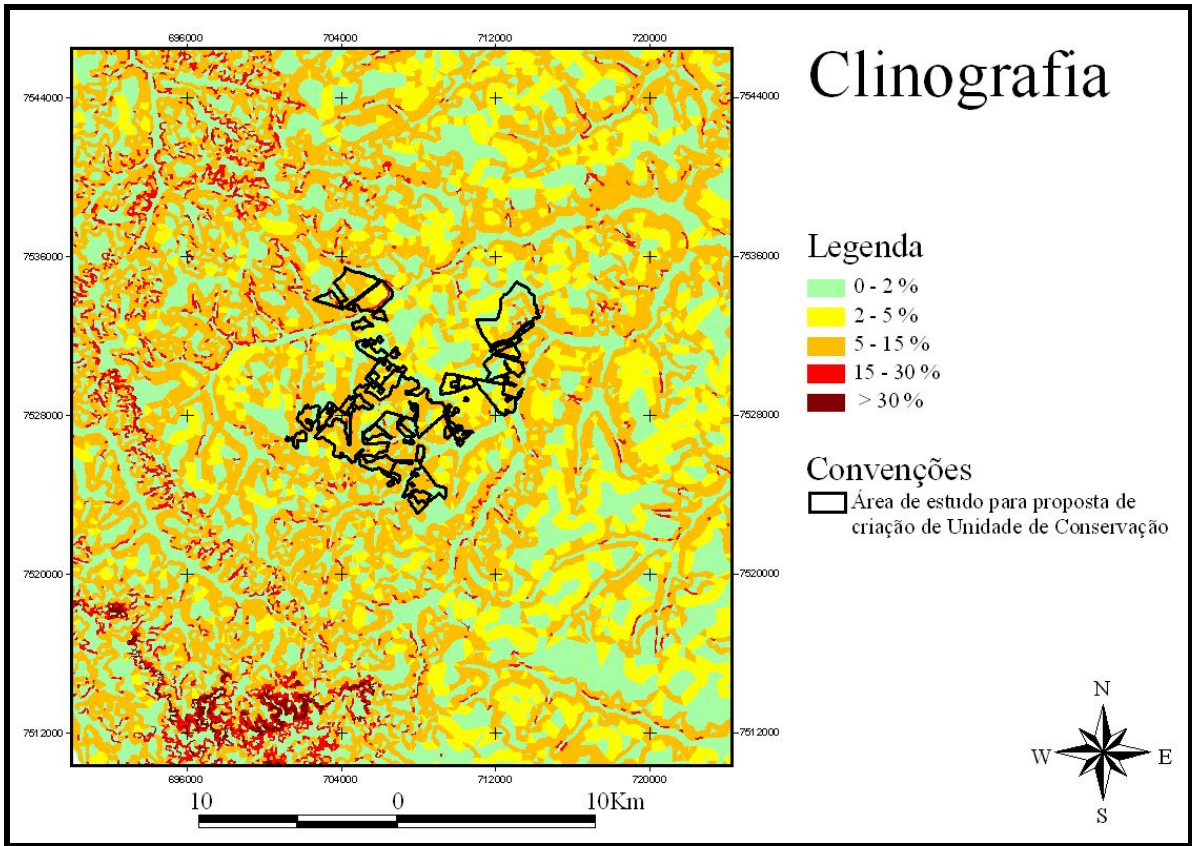 Clinografia
696000 704000 712000 720000
7544000 7544000
7536000 7536000
7528000 7528000
7520000 7520000
7512000 7512000
696000 704000 712000 720000
10 0 10Km
Legenda
0 - 2 %
2 - 5 %
5 - 15 %
15 - 30 %
> 30 %
Convenções
Área de estudo para proposta de
criação de Unidade de Conservação
N
W E
S